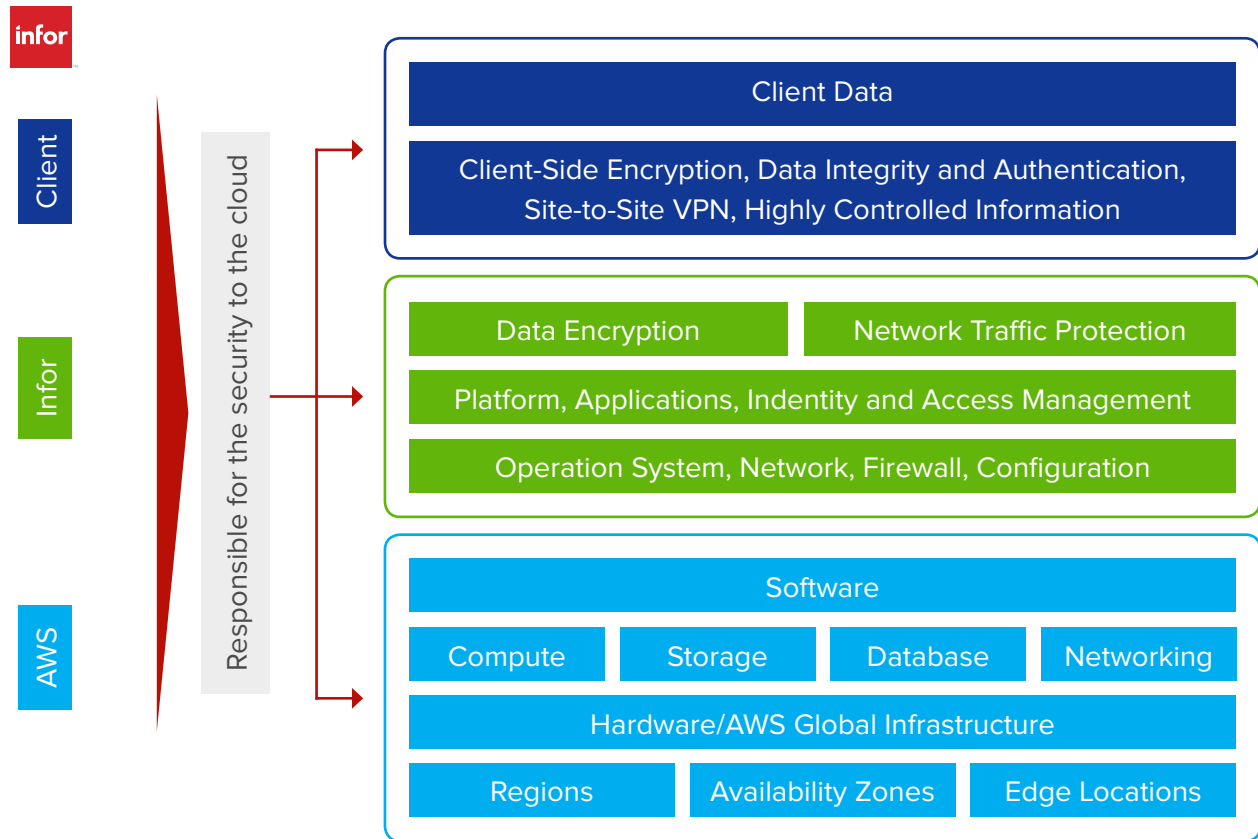 infor
Client
Infor
AWS
Responsible for the security to the cloud
Client Data
Client-Side Encryption, Data Integrity and Authentication,
Site-to-Site VPN, Highly Controlled Information
Data Encryption
Network Traffic Protection
Platform, Applications, Indentity and Access Management
Operation System, Network, Firewall, Configuration
Software
Compute
Storage
Database
Networking
Hardware/AWS Global Infrastructure
Regions
Availability Zones
Edge Locations